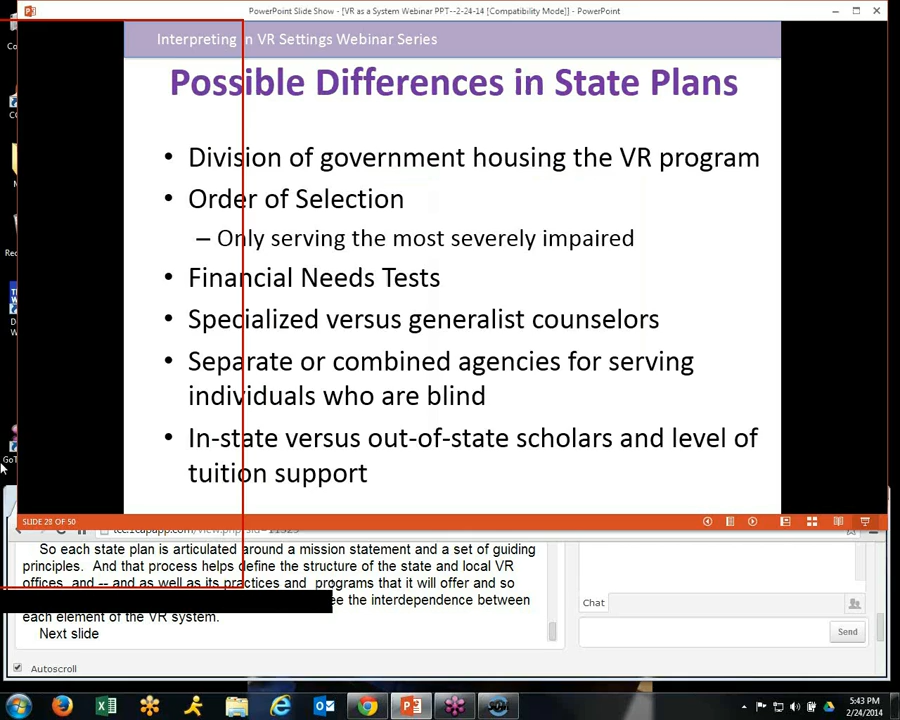 PowerPoint Slide Show - [VR as a System Webinar PPT--2-24-14 [Compatibility Mode]] - PowerPoint
Interpreting in VR Settings Webinar Series
Possible Differences in State Plans
• Division of government housing the VR program
• Order of Selection
– Only serving the most severely impaired
• Financial Needs Tests
• Specialized versus generalist counselors
• Separate or combined agencies for serving
individuals who are blind
• In-state versus out-of-state scholars and level of
tuition support
SLIDE 28 OF 50
So each state plan is articulated around a mission statement and a set of guiding
principles. And that process helps define the structure of the state and local VR
offices, and -- and as well as its practices and programs that it will offer and so
the interdependence between
each element of the VR system.
Next slide
Chat
Send
Autoscroll
5:43 PM
2/24/2014